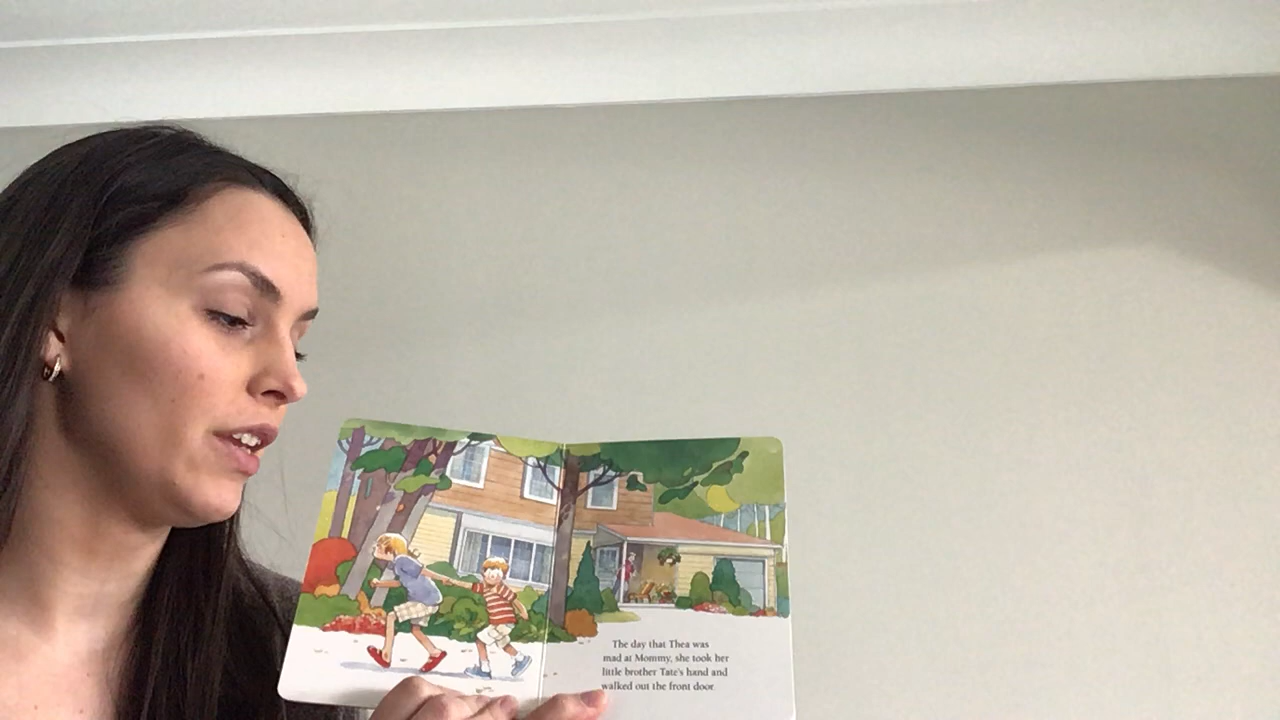 The day that Thea was
mad at Mommy, she took her
little brother Tate's hand and
walked out the front door.